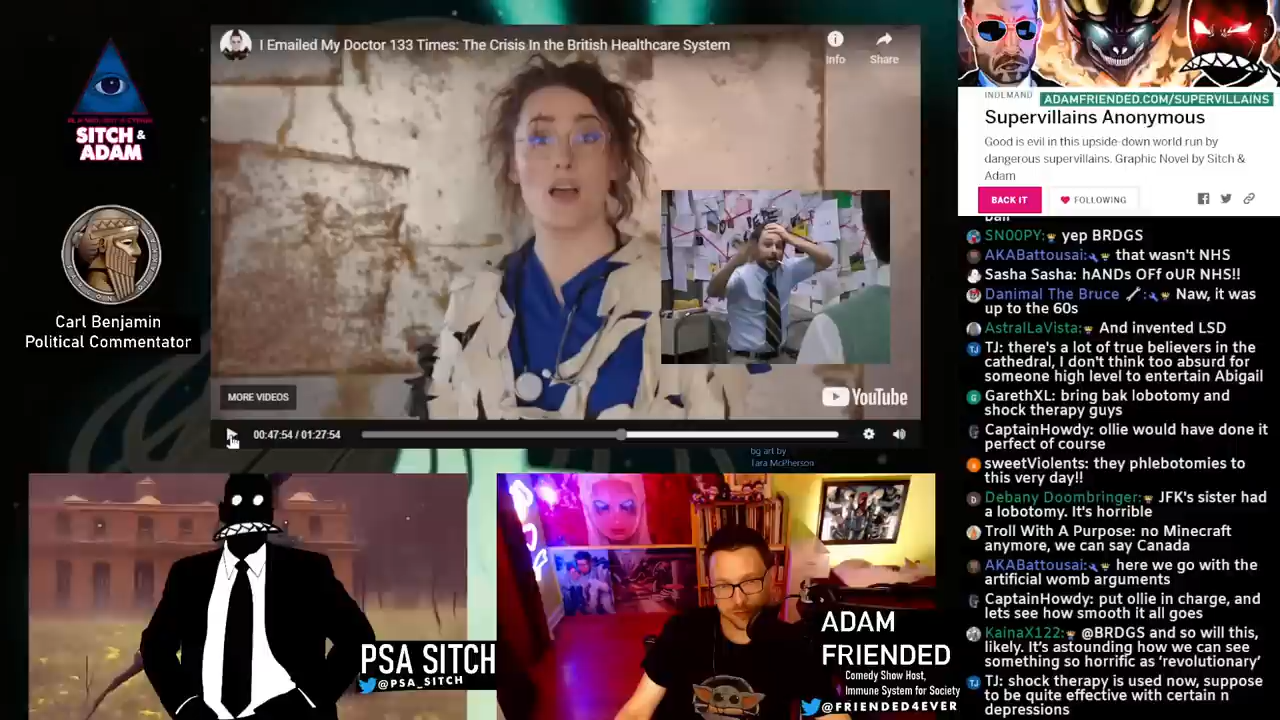 I Emailed My Doctor 133 Times: The Crisis In the British Healthcare System
Info
Share
MORE VIDEOS
YouTube
00:47:54 / 01:27:54
bg art by
Tara McPherson
SITCH &
ADAM
Carl Benjamin
Political Commentator
PSA SITCH
@PSA_SITCH
ADAM
FRIENDED
Comedy Show Host,
Immune System for Society
@FRIENDED4EVER
INDEMAND
ADAMFRIENDED.COM/SUPERVILLAINS
Supervillains Anonymous
Good is evil in this upside-down world run by
dangerous supervillains. Graphic Novel by Sitch &
Adam
BACK IT
FOLLOWING
SN00PY: yep BRDGS
AKABattousai: that wasn't NHS
Sasha Sasha: hANDs OFf oUR NHS!!
Danimal The Bruce : Naw, it was
up to the 60s
AstralLaVista: And invented LSD
TJ: there's a lot of true believers in the
cathedral, I don't think too absurd for
someone high level to entertain Abigail
GarethXL: bring bak lobotomy and
shock therapy guys
CaptainHowdy: ollie would have done it
perfect of course
sweetViolents: they phlebotomies to
this very day!!
Debany Doombringer: JFK's sister had
a lobotomy. It's horrible
Troll With A Purpose: no Minecraft
anymore, we can say Canada
AKABattousai: here we go with the
artificial womb arguments
CaptainHowdy: put ollie in charge, and
lets see how smooth it all goes
KainaX122: @BRDGS and so will this,
likely. It's astounding how we can see
something so horrific as 'revolutionary'
TJ: shock therapy is used now, suppose
to be quite effective with certain n
depressions